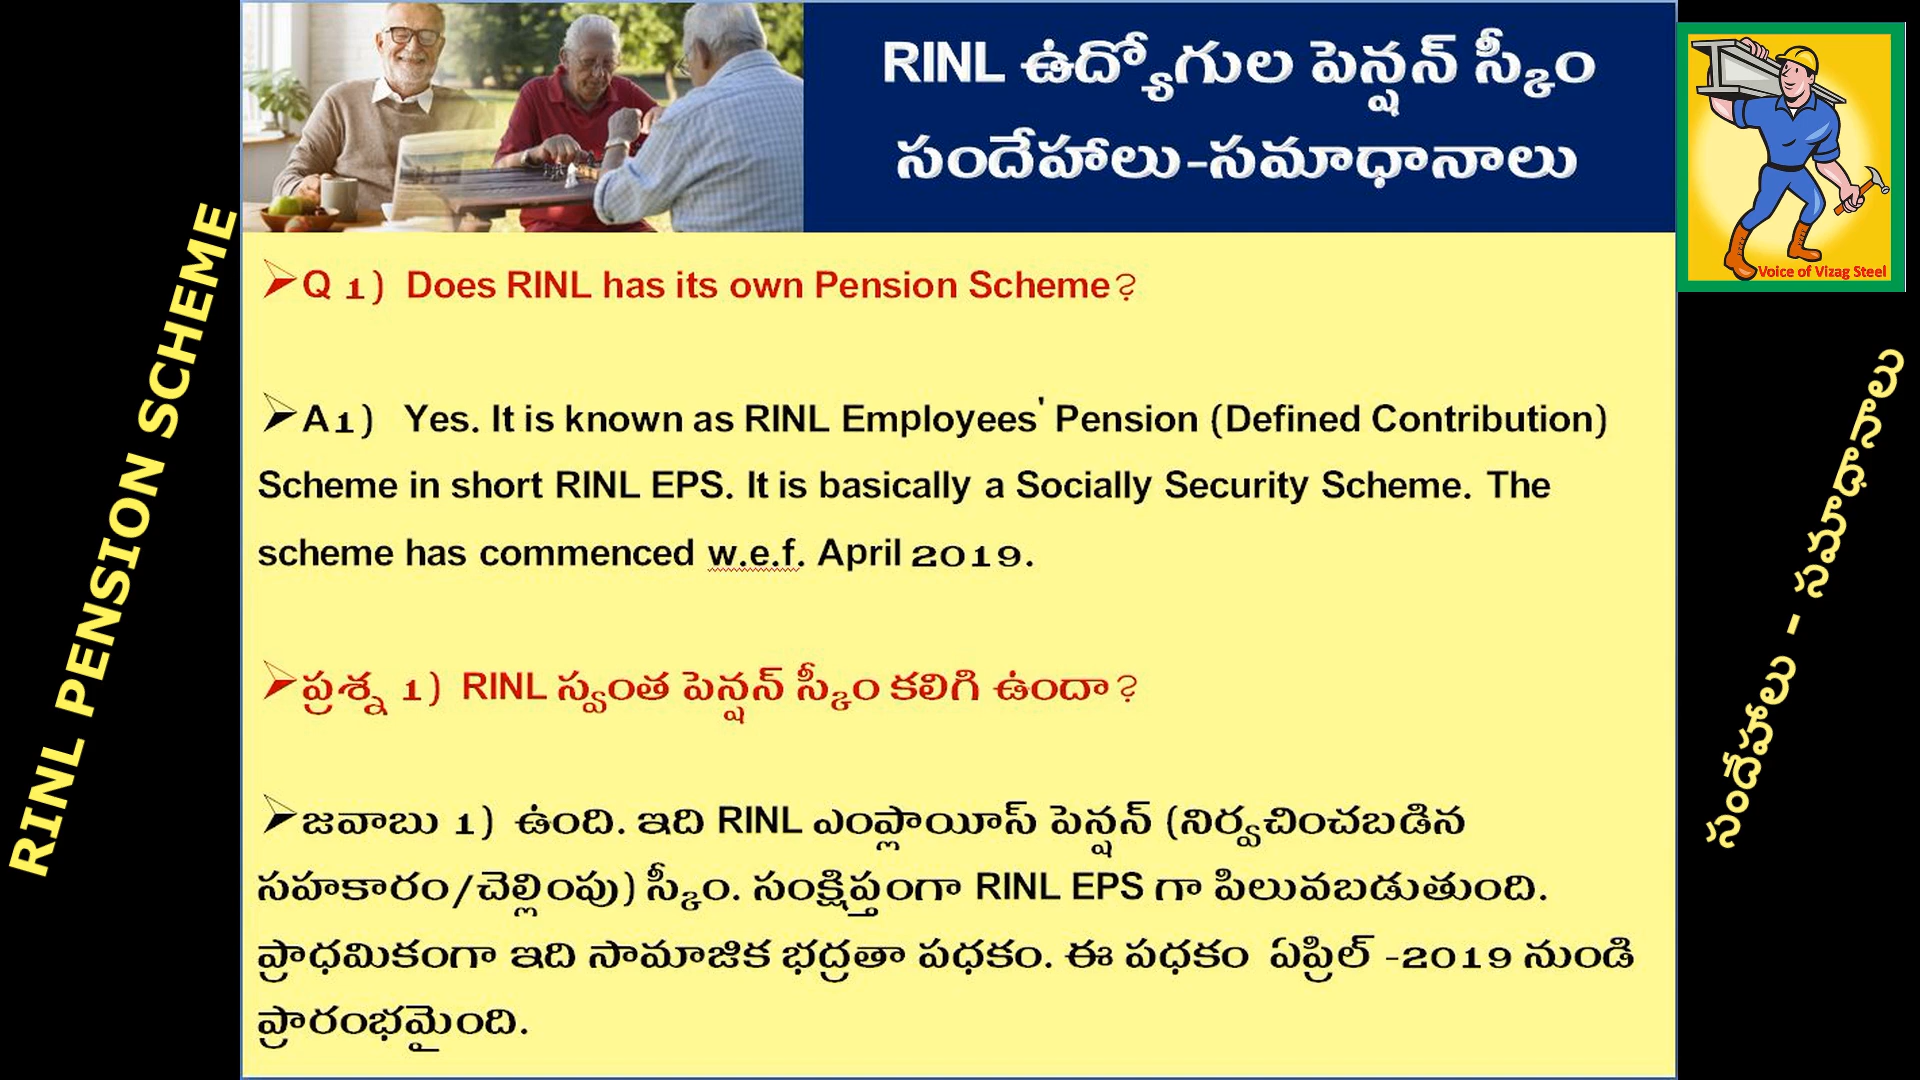 RINL ఉద్యోగుల పెన్షన్ స్కీం
సందేహాలు-సమాధానాలు
Voice of Vizag Steel
RINL PENSION SCHEME
Q 1) Does RINL has its own Pension Scheme?
A1) Yes. It is known as RINL Employees' Pension (Defined Contribution)
Scheme in short RINL EPS. It is basically a Socially Security Scheme. The
scheme has commenced w.e.f. April 2019.
ప్రశ్న 1) RINL స్వంత పెన్షన్ స్కీం కలిగి ఉందా?
జవాబు 1) ఉంది. ఇది RINL ఎంప్లాయీస్ పెన్షన్ (నిర్వచించబడిన
సహకారం/చెల్లింపు) స్కీం. సంక్షిప్తంగా RINL EPS గా పిలువబడుతుంది.
ప్రాధమికంగా ఇది సామాజిక భద్రతా పధకం. ఈ పధకం ఏప్రిల్ -2019 నుండి
ప్రారంభమైంది.
సందేహాలు - సమాధానాలు